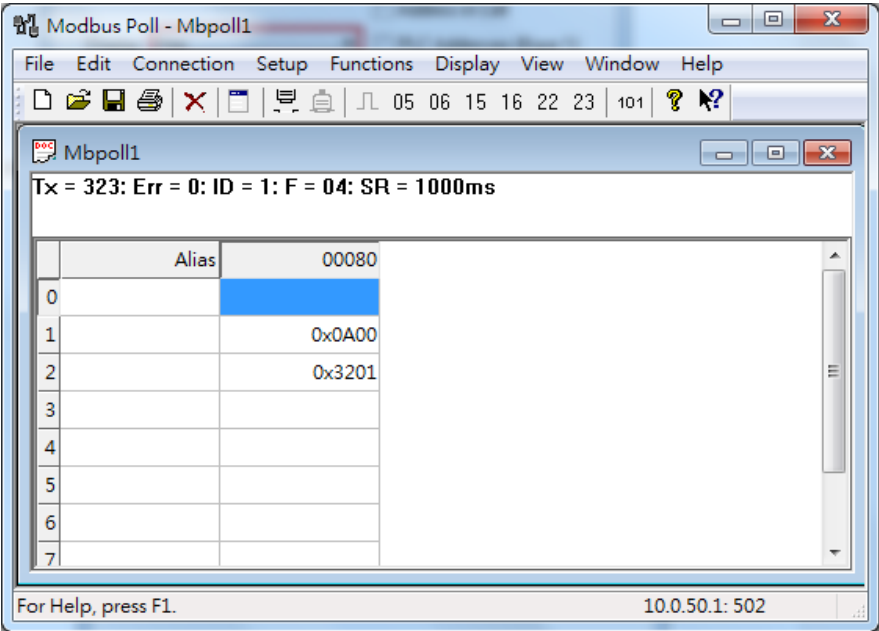 Modbus Poll - Mbpoll1
File Edit Connection Setup Functions Display View Window Help
05 06 15 16 22 23 101
Mbpoll1
Tx = 323: Err = 0: ID = 1: F = 04: SR = 1000ms
Alias 00080
0
1 0x0A00
2 0x3201
3
4
5
6
7
For Help, press F1. 10.0.50.1: 502